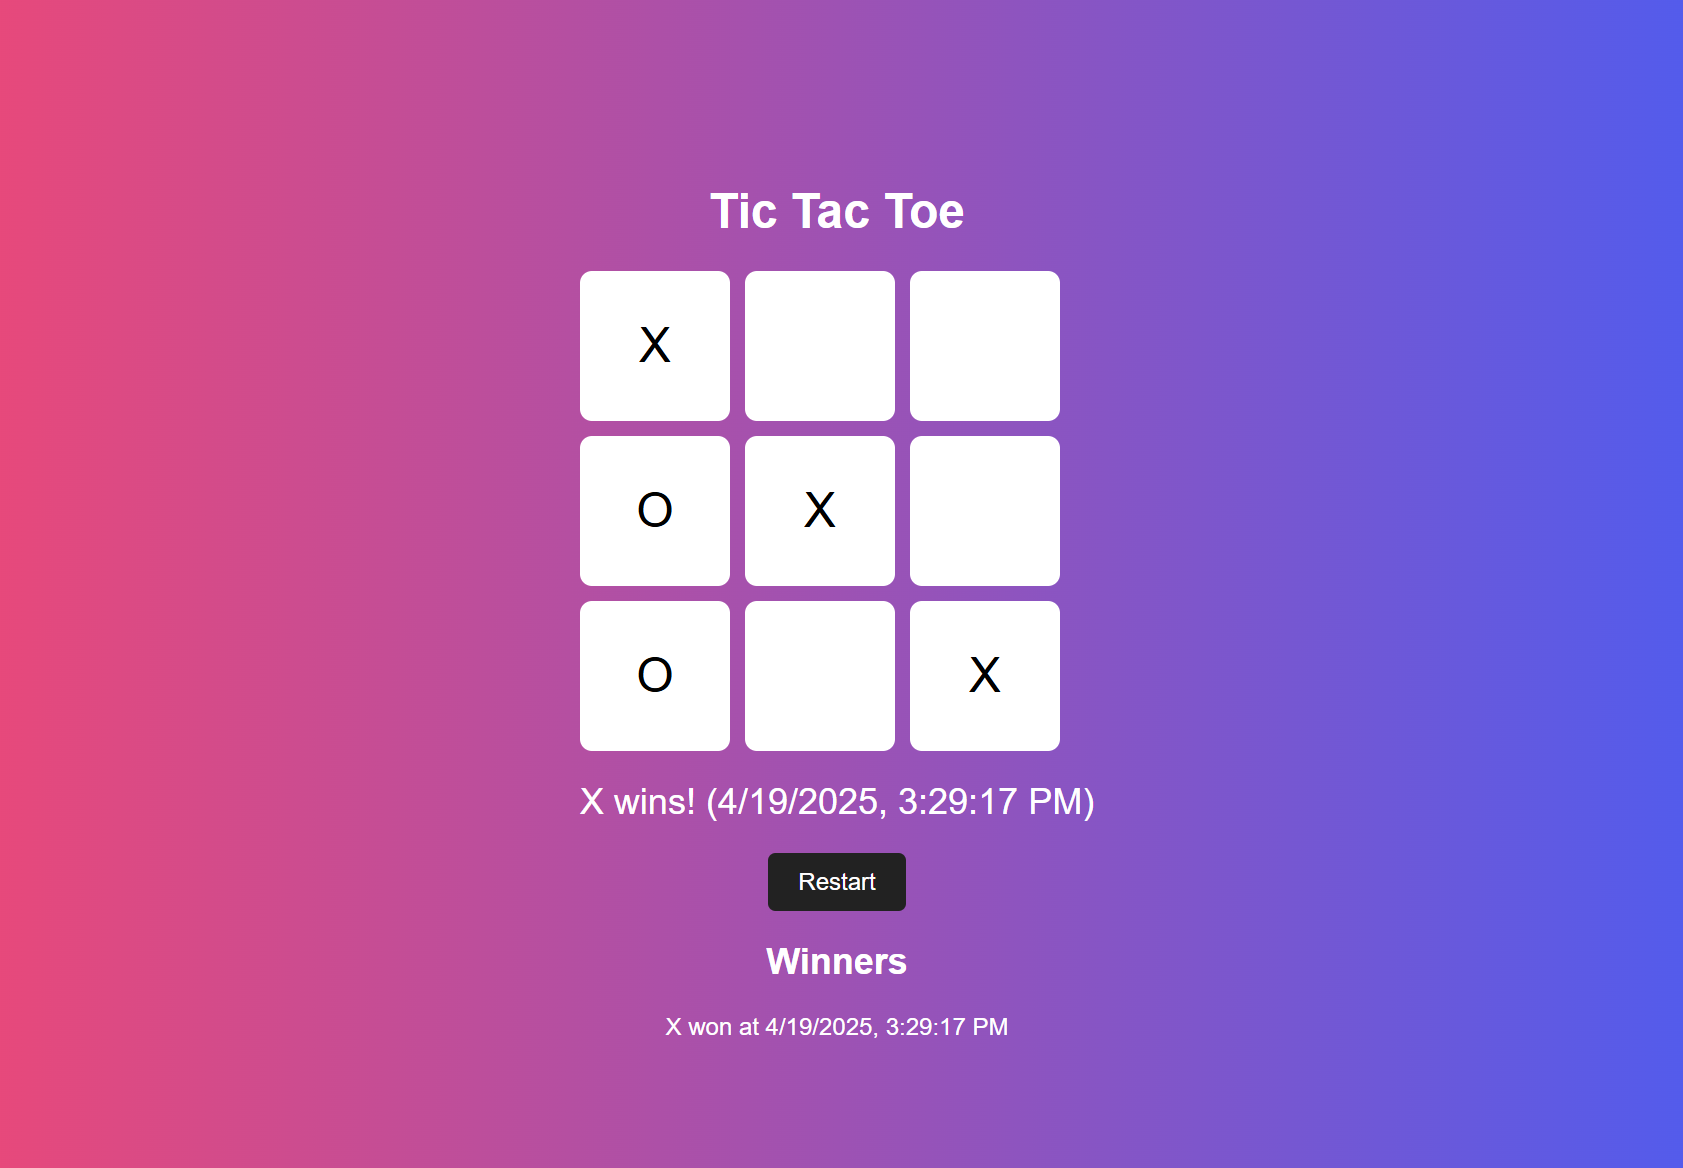 Tic Tac Toe
X
O X
O X
X wins! (4/19/2025, 3:29:17 PM)
Restart
Winners
X won at 4/19/2025, 3:29:17 PM